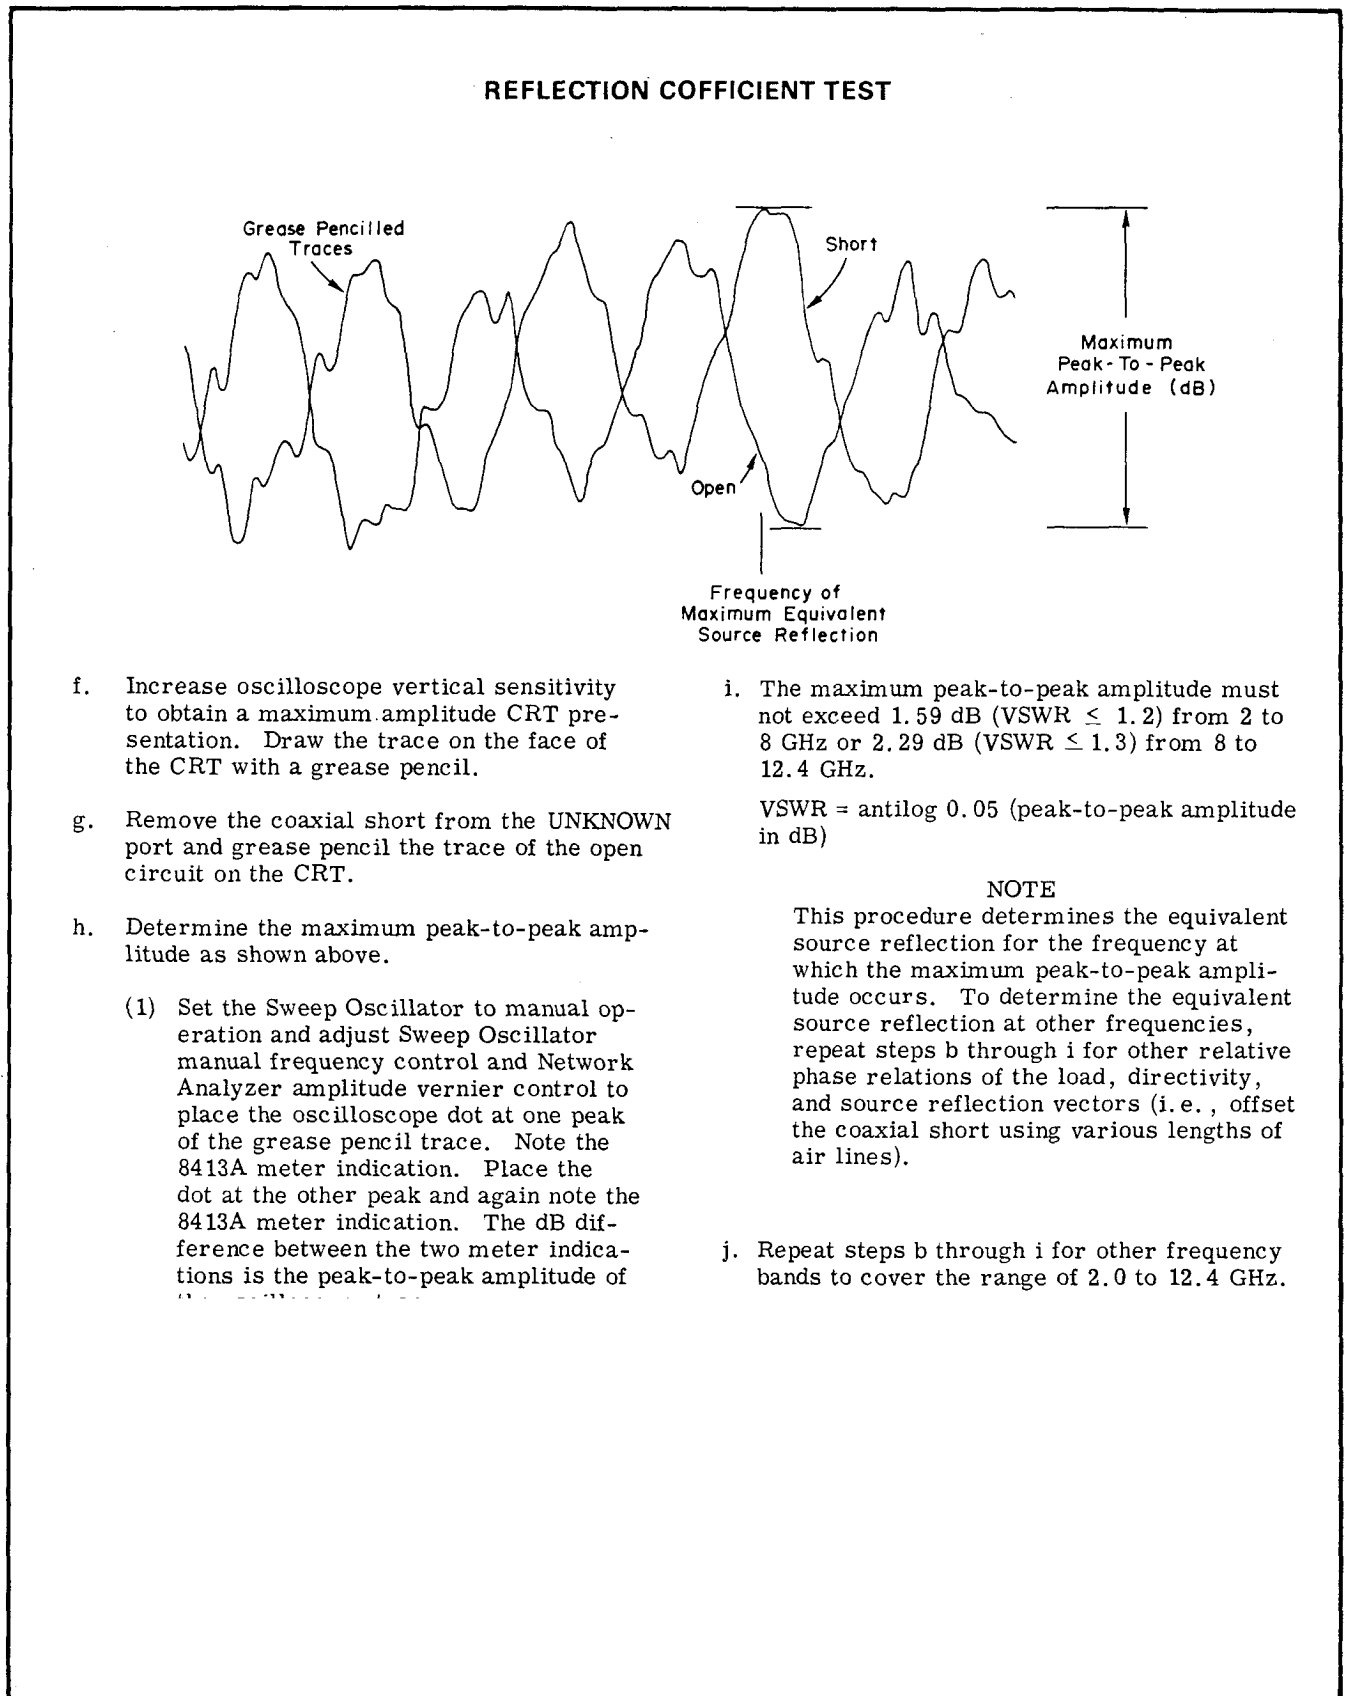 REFLECTION COFFICIENT TEST
Grease Pencilled
Traces
Short
Open
Maximum
Peak-To-Peak
Amplitude (dB)
Frequency of
Maximum Equivalent
Source Reflection
f. Increase oscilloscope vertical sensitivity
to obtain a maximum amplitude CRT pre-
sentation. Draw the trace on the face of
the CRT with a grease pencil.
g. Remove the coaxial short from the UNKNOWN
port and grease pencil the trace of the open
circuit on the CRT.
h. Determine the maximum peak-to-peak amp-
litude as shown above.
(1) Set the Sweep Oscillator to manual op-
eration and adjust Sweep Oscillator
manual frequency control and Network
Analyzer amplitude vernier control to
place the oscilloscope dot at one peak
of the grease pencil trace. Note the
8413A meter indication. Place the
dot at the other peak and again note the
8413A meter indication. The dB dif-
ference between the two meter indica-
tions is the peak-to-peak amplitude of
i. The maximum peak-to-peak amplitude must
not exceed 1.59 dB (VSWR ≤ 1.2) from 2 to
8 GHz or 2.29 dB (VSWR ≤ 1.3) from 8 to
12.4 GHz.
VSWR = antilog 0.05 (peak-to-peak amplitude
in dB)
NOTE
This procedure determines the equivalent
source reflection for the frequency at
which the maximum peak-to-peak ampli-
tude occurs. To determine the equivalent
source reflection at other frequencies,
repeat steps b through i for other relative
phase relations of the load, directivity,
and source reflection vectors (i.e., offset
the coaxial short using various lengths of
air lines).
j. Repeat steps b through i for other frequency
bands to cover the range of 2.0 to 12.4 GHz.